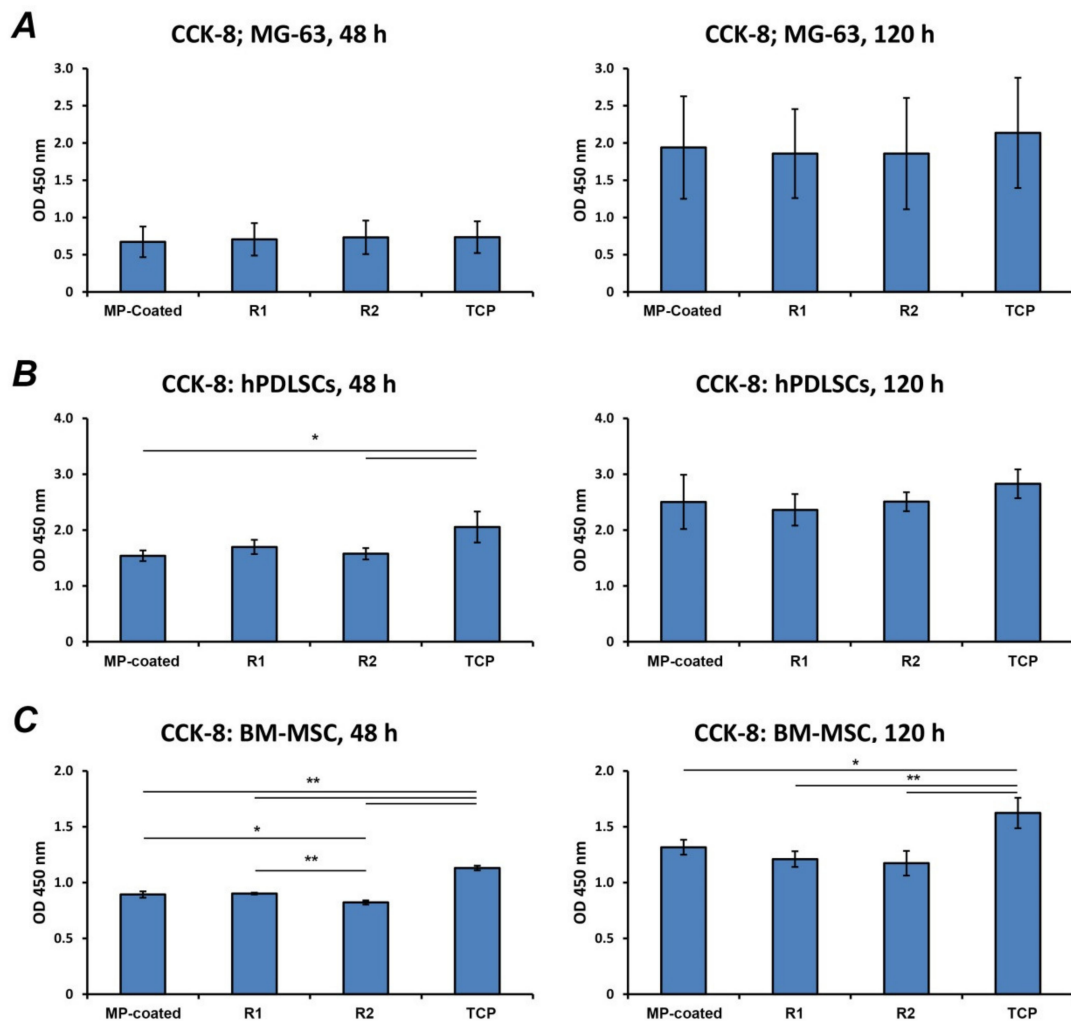 A
CCK-8; MG-63, 48 h
3.0
2.5
2.0
1.5
1.0
0.5
0
OD 450 nm
MP-Coated R1 R2 TCP
CCK-8; MG-63, 120 h
3.0
2.5
2.0
1.5
1.0
0.5
0
OD 450 nm
MP-Coated R1 R2 TCP
B
CCK-8: hPDLSCs, 48 h
4.0
3.0
2.0
1.0
0
OD 450 nm
*
MP-coated R1 R2 TCP
CCK-8: hPDLSCs, 120 h
4.0
3.0
2.0
1.0
0
OD 450 nm
MP-coated R1 R2 TCP
C
CCK-8: BM-MSC, 48 h
2.0
1.5
1.0
0.5
0
OD 450 nm
**
*
**
MP-coated R1 R2 TCP
CCK-8: BM-MSC, 120 h
2.0
1.5
1.0
0.5
0
OD 450 nm
*
**
MP-coated R1 R2 TCP